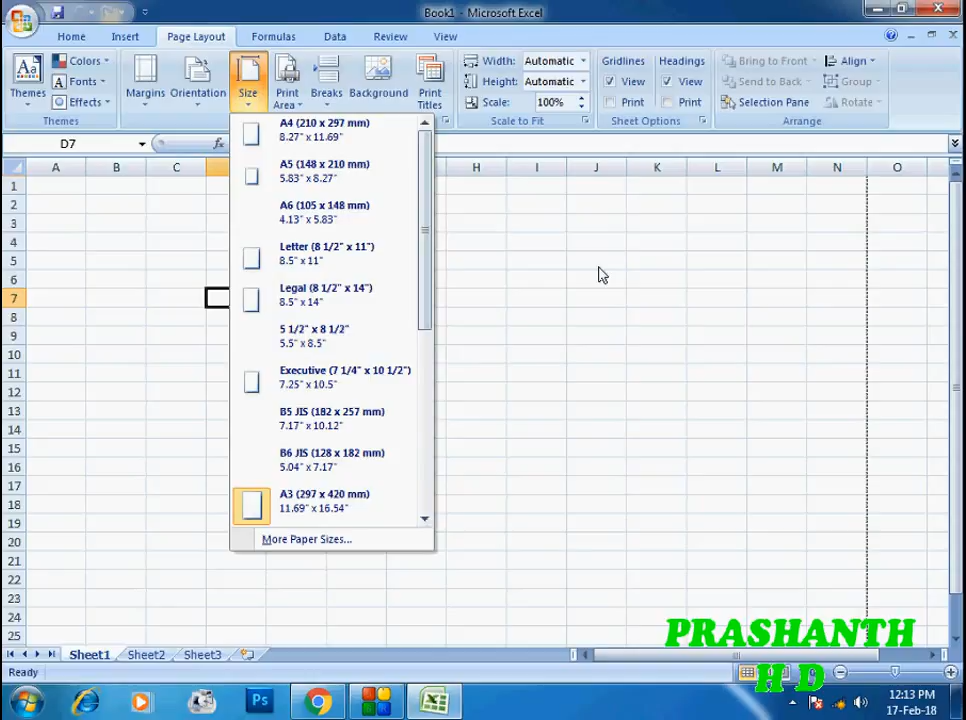 Book1 - Microsoft Excel
Home Insert Page Layout Formulas Data Review View
Themes
Colors
Fonts
Effects
Themes
Margins
Orientation
Size
Print Area
Breaks
Background
Print Titles
Width: Automatic
Height: Automatic
Scale: 100%
Scale to Fit
Gridlines
View
Print
Headings
View
Print
Sheet Options
Bring to Front
Send to Back
Selection Pane
Align
Group
Rotate
Arrange
D7
fx
A B C H I J K L M N O
1
2
3
4
5
6
7
8
9
10
11
12
13
14
15
16
17
18
19
20
21
22
23
24
25
A4 (210 x 297 mm)
8.27" x 11.69"
A5 (148 x 210 mm)
5.83" x 8.27"
A6 (105 x 148 mm)
4.13" x 5.83"
Letter (8 1/2" x 11")
8.5" x 11"
Legal (8 1/2" x 14")
8.5" x 14"
5 1/2" x 8 1/2"
5.5" x 8.5"
Executive (7 1/4" x 10 1/2")
7.25" x 10.5"
B5 JIS (182 x 257 mm)
7.17" x 10.12"
B6 JIS (128 x 182 mm)
5.04" x 7.17"
A3 (297 x 420 mm)
11.69" x 16.54"
More Paper Sizes...
PRASHANTH
H D
Sheet1 Sheet2 Sheet3
Ready
Ps
12:13 PM
17-Feb-18